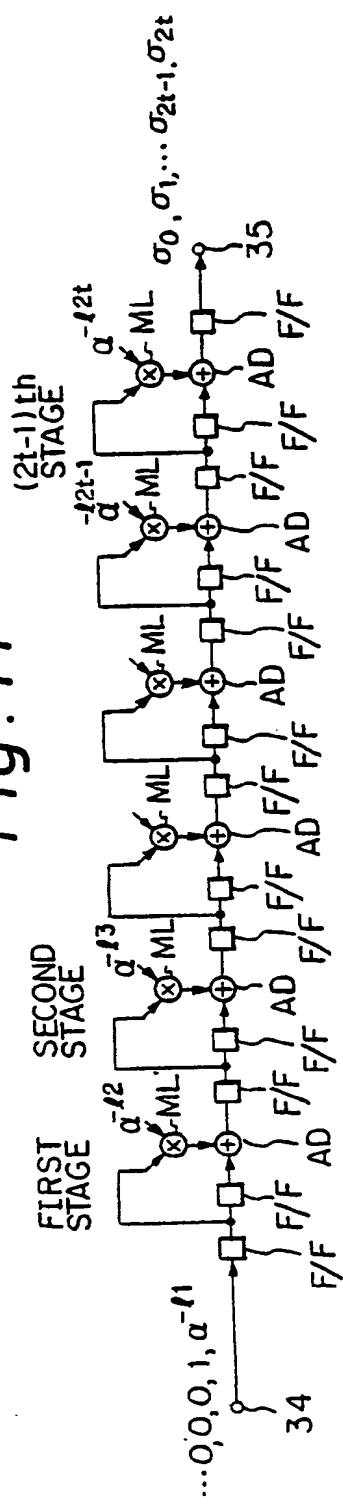 Fig. 17
FIRST STAGE
SECOND STAGE
(2t-1)th STAGE
α^-ℓ2
ML
α^-ℓ3
ML
ML
ML
α^-ℓ2t-1
ML
α^-ℓ2t
ML
...0,0,0,1,α^-ℓ1
34
F/F
F/F
AD
F/F
F/F
AD
F/F
F/F
AD
F/F
F/F
AD
F/F
F/F
AD
F/F
F/F
AD
F/F
35
σ0, σ1, ... σ2t-1, σ2t